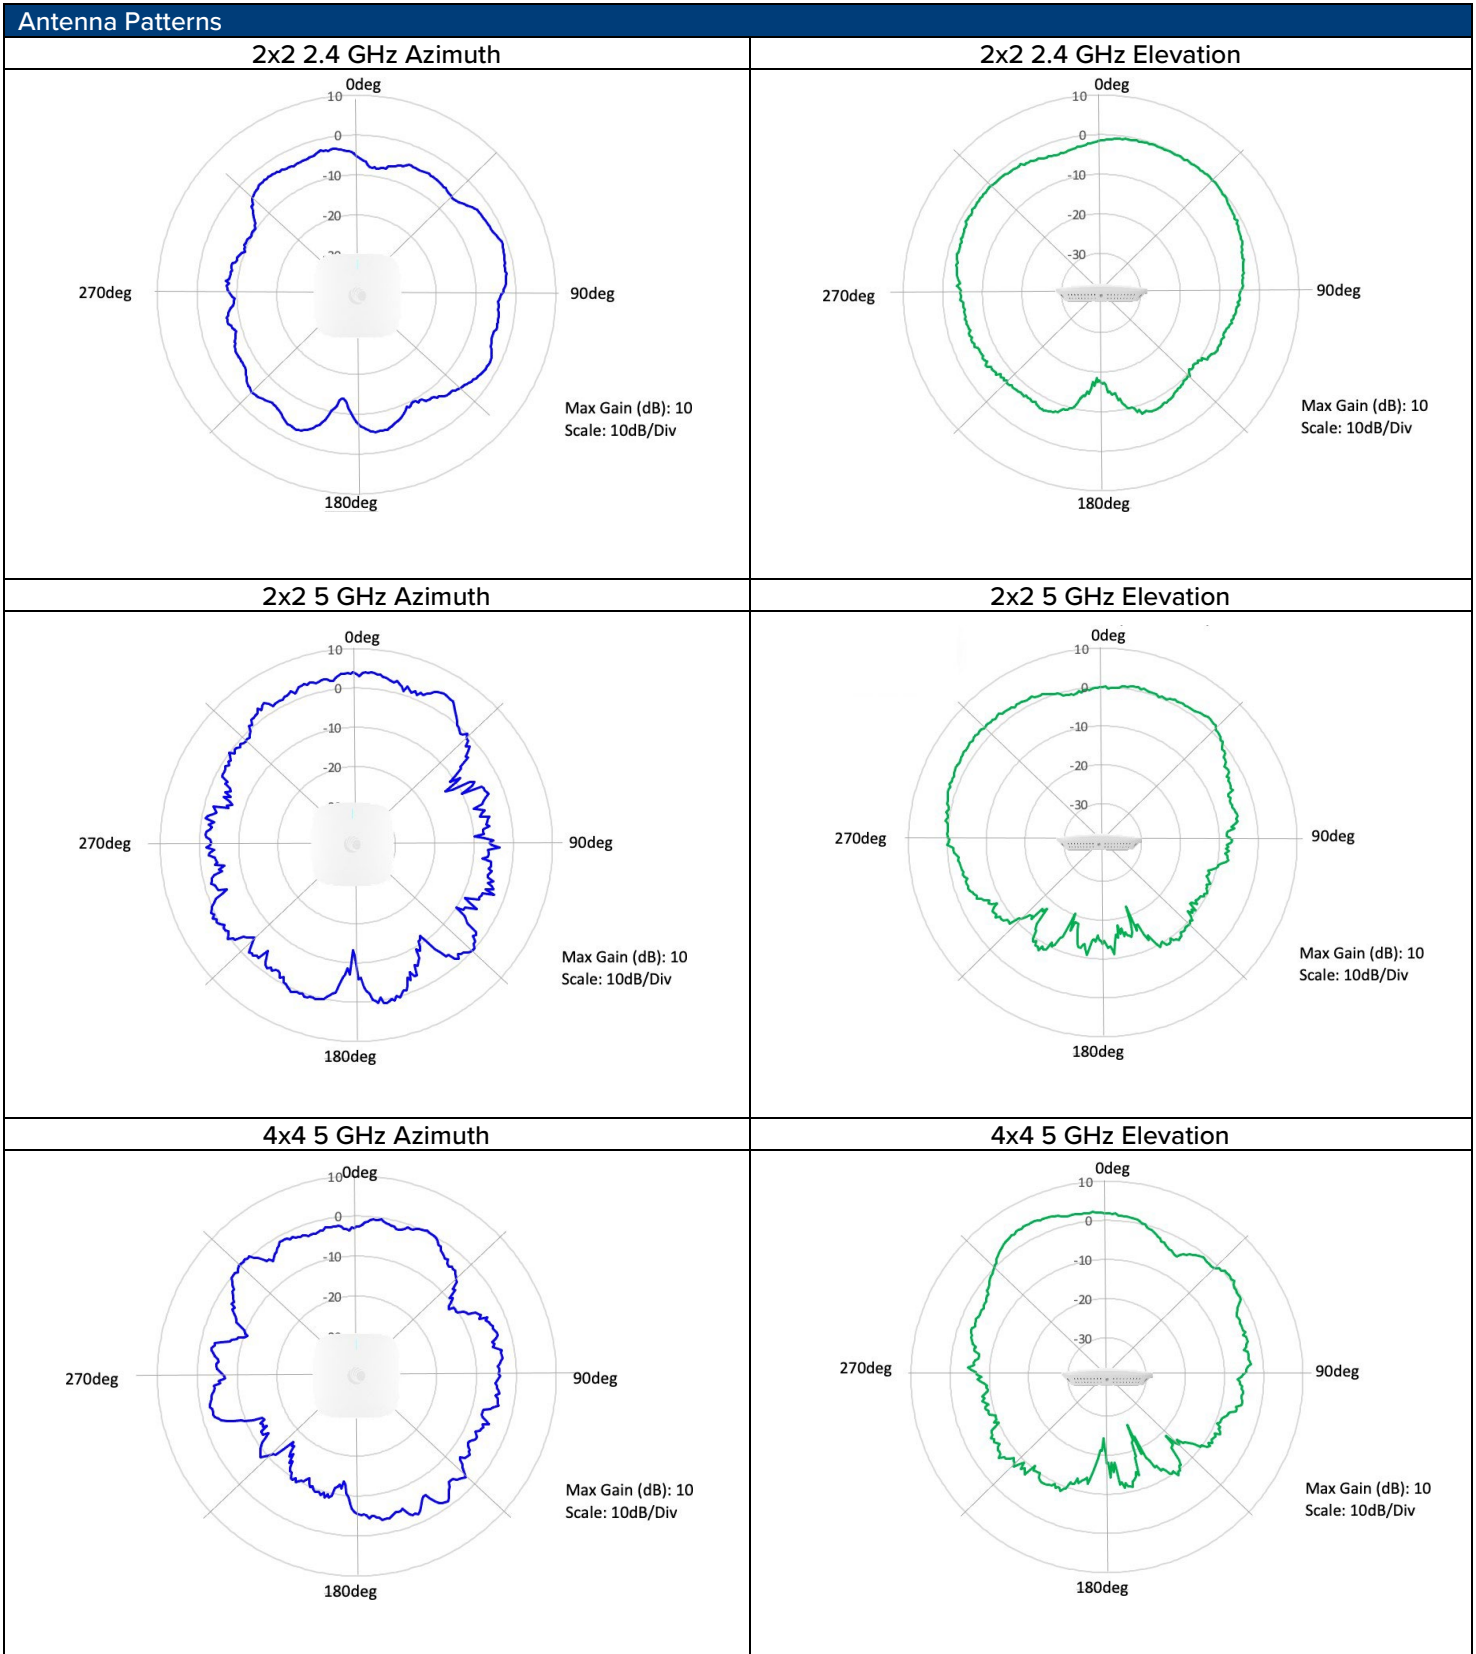 Antenna Patterns
2x2 2.4 GHz Azimuth
2x2 2.4 GHz Elevation
0deg
10
0
-10
-20
270deg
90deg
Max Gain (dB): 10
Scale: 10dB/Div
180deg
0deg
10
0
-10
-20
-30
270deg
90deg
Max Gain (dB): 10
Scale: 10dB/Div
180deg
2x2 5 GHz Azimuth
2x2 5 GHz Elevation
0deg
10
0
-10
-20
270deg
90deg
Max Gain (dB): 10
Scale: 10dB/Div
180deg
0deg
10
0
-10
-20
-30
270deg
90deg
Max Gain (dB): 10
Scale: 10dB/Div
180deg
4x4 5 GHz Azimuth
4x4 5 GHz Elevation
0deg
10
0
-10
-20
270deg
90deg
Max Gain (dB): 10
Scale: 10dB/Div
180deg
0deg
10
0
-10
-20
-30
270deg
90deg
Max Gain (dB): 10
Scale: 10dB/Div
180deg